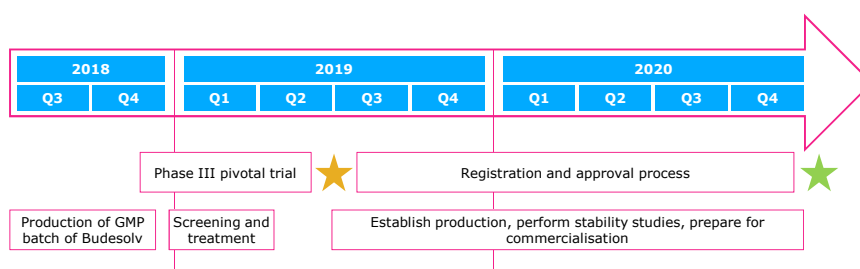 2018
2019
2020
Q3
Q4
Q1
Q2
Q3
Q4
Q1
Q2
Q3
Q4
Phase III pivotal trial
Registration and approval process
Production of GMP
batch of Budesolv
Screening and
treatment
Establish production, perform stability studies, prepare for
commercialisation